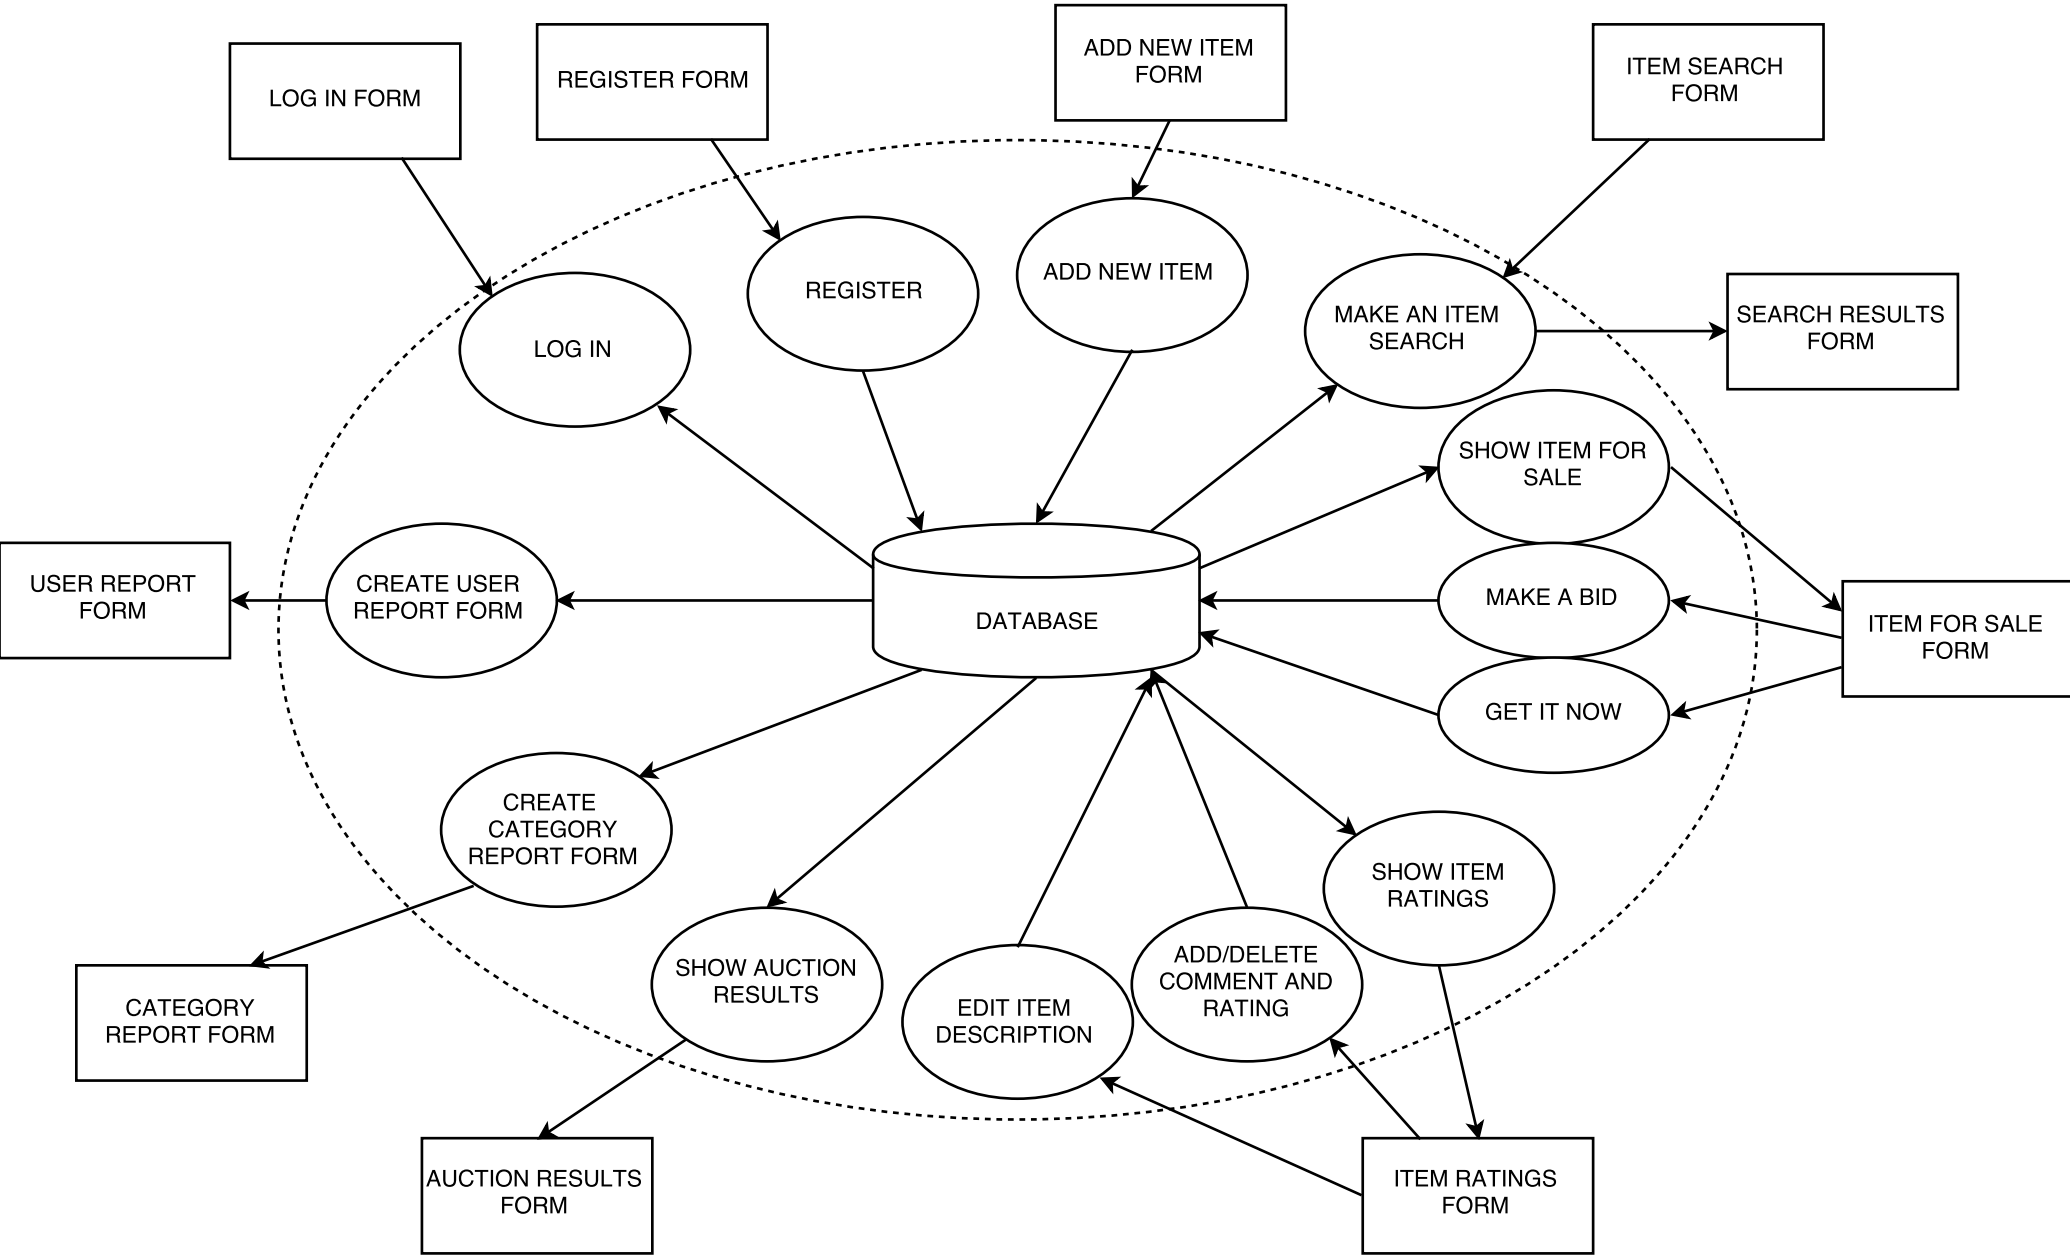 ADD NEW ITEM
FORM
REGISTER FORM
ITEM SEARCH
FORM
LOG IN FORM
ADD NEW ITEM
REGISTER
MAKE AN ITEM
SEARCH
SEARCH RESULTS
FORM
LOG IN
SHOW ITEM FOR
SALE
USER REPORT
FORM
CREATE USER
REPORT FORM
DATABASE
MAKE A BID
ITEM FOR SALE
FORM
GET IT NOW
CREATE
CATEGORY
REPORT FORM
SHOW ITEM
RATINGS
SHOW AUCTION
RESULTS
ADD/DELETE
COMMENT AND
RATING
EDIT ITEM
DESCRIPTION
CATEGORY
REPORT FORM
AUCTION RESULTS
FORM
ITEM RATINGS
FORM